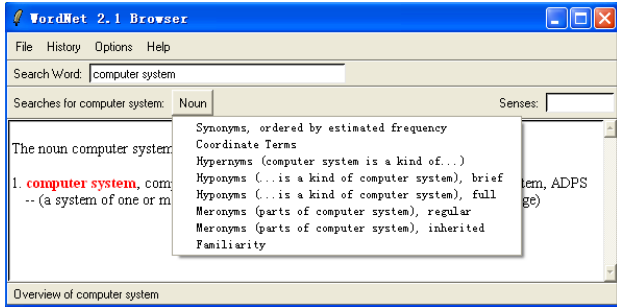 WordNet 2.1 Browser
File History Options Help
Search Word: computer system
Searches for computer system: Noun Senses:
Synonyms, ordered by estimated frequency
Coordinate Terms
Hypernyms (computer system is a kind of...)
Hyponyms (...is a kind of computer system), brief
Hyponyms (...is a kind of computer system), full
Meronyms (parts of computer system), regular
Meronyms (parts of computer system), inherited
Familiarity
The noun computer system
1. computer system, ADPS
-- (a system of one or
Overview of computer system